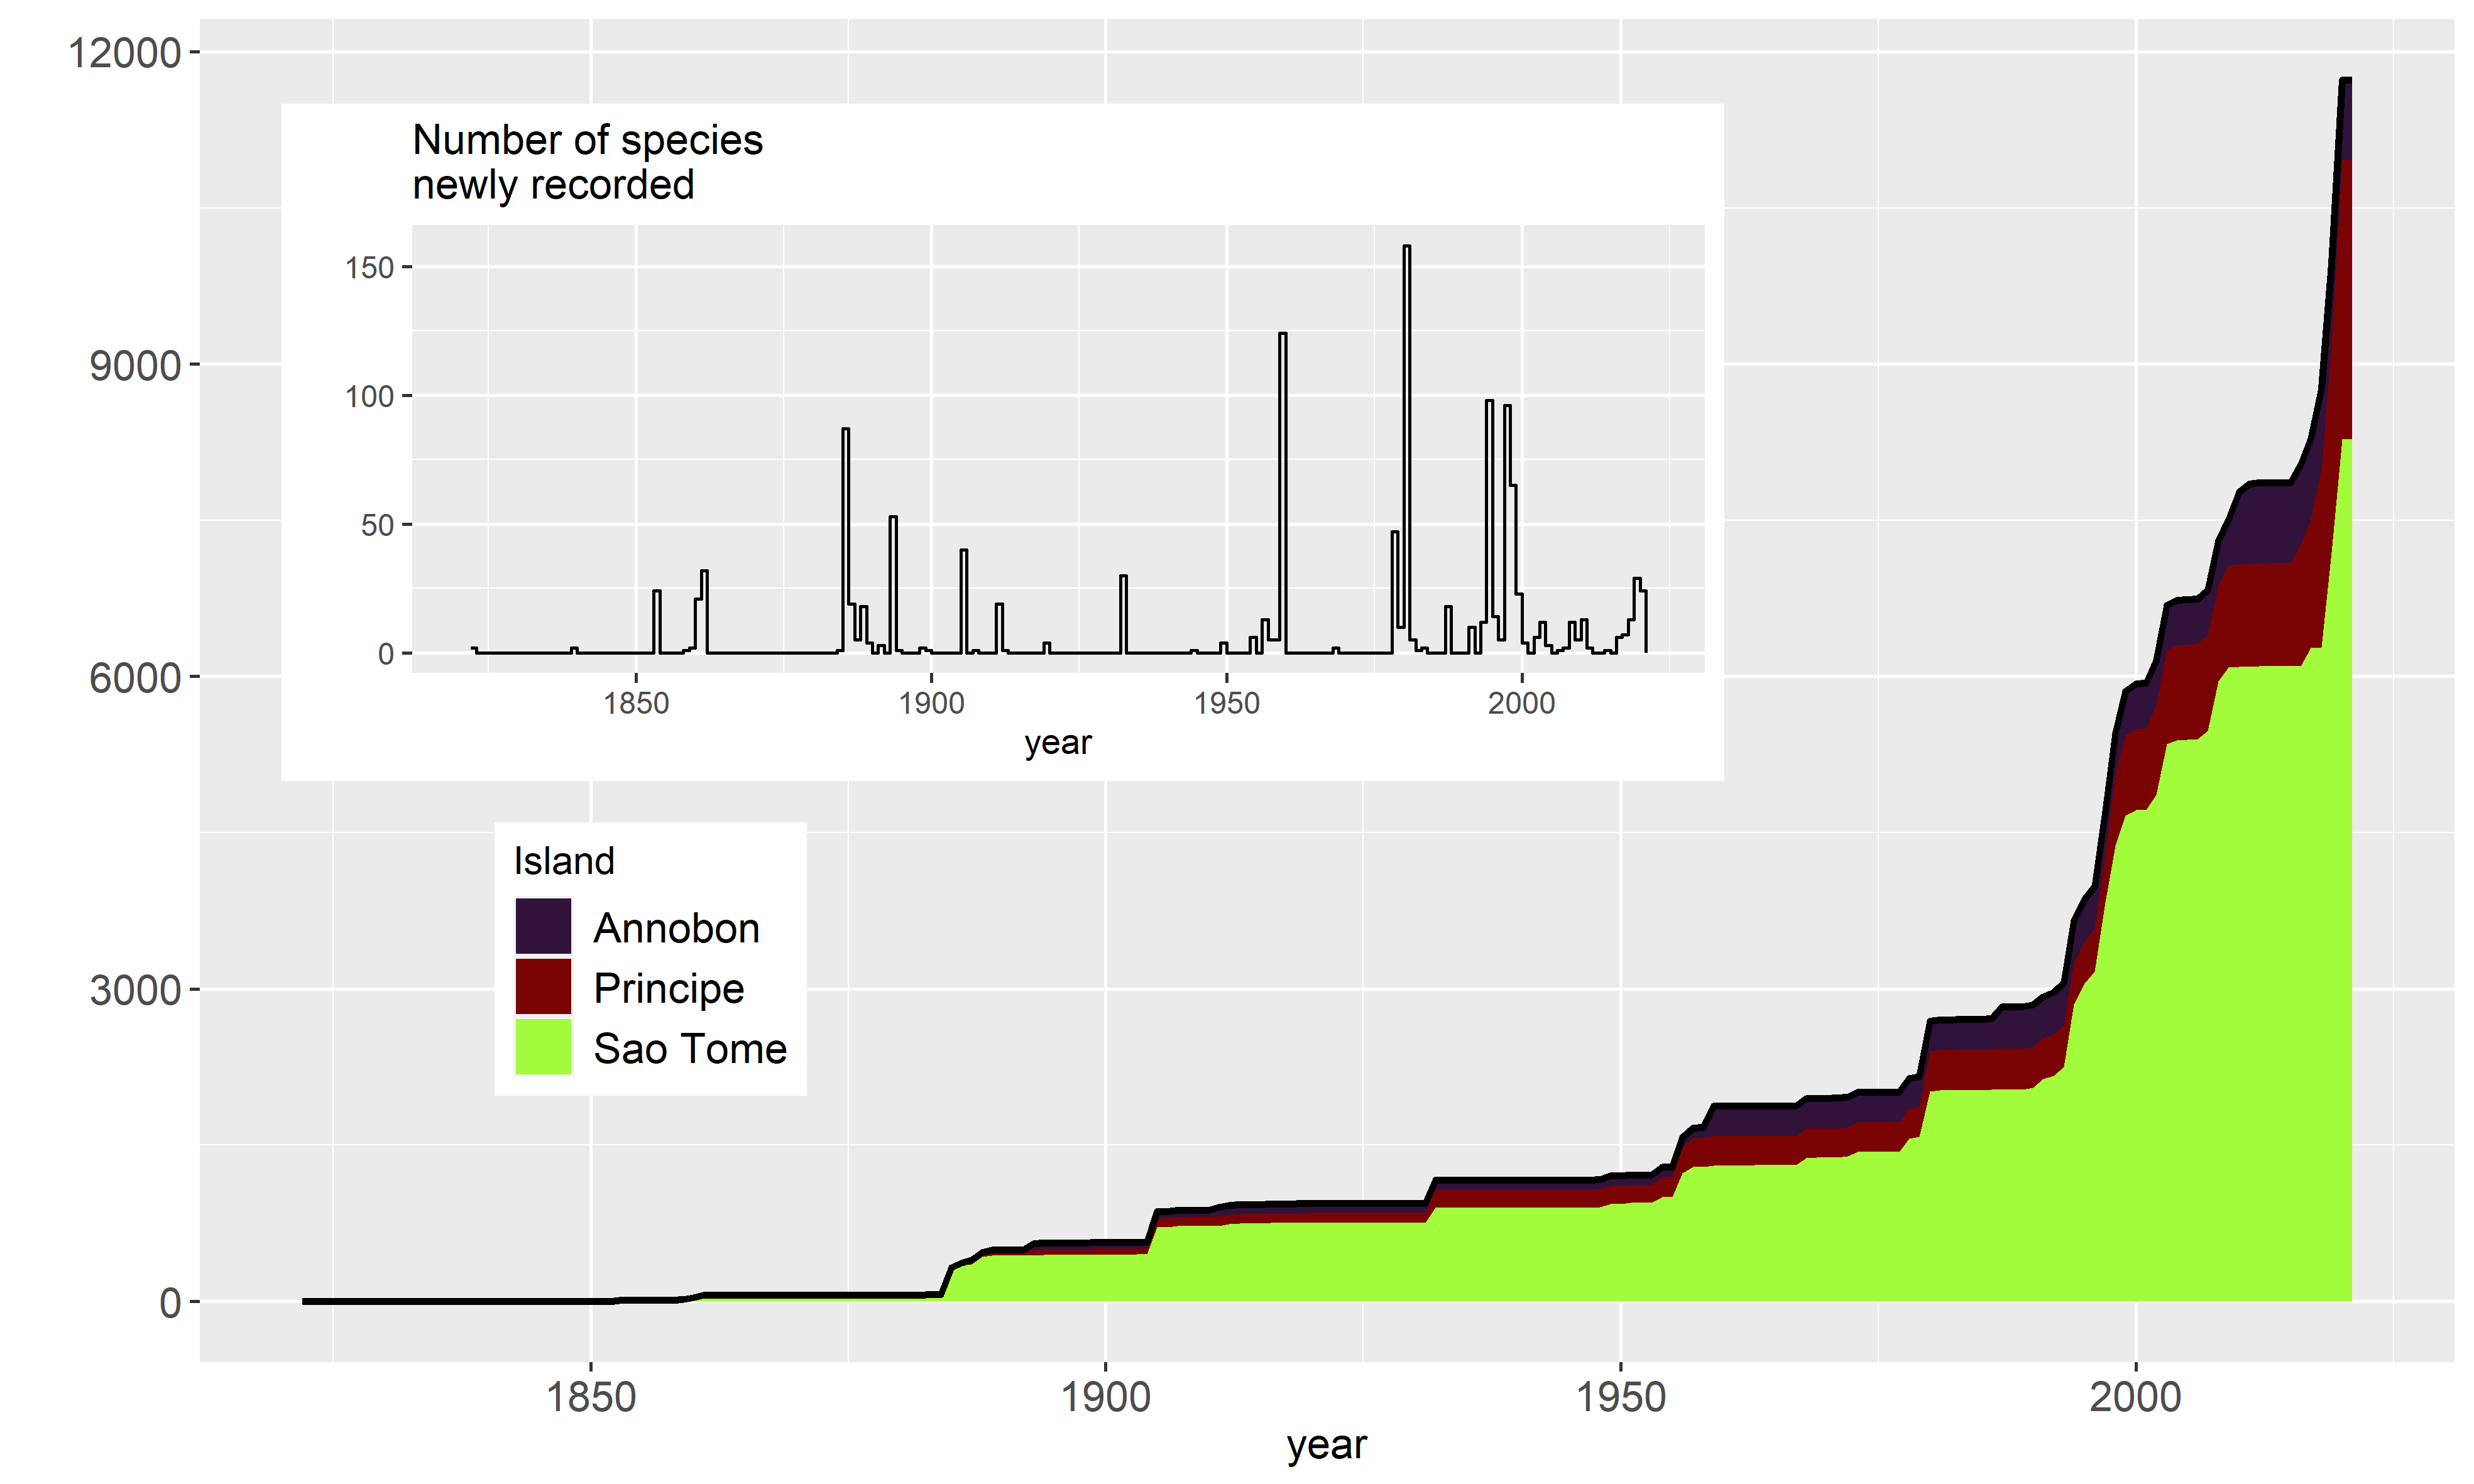 12000
9000
6000
3000
0
Number of species
newly recorded
150
100
50
0
1850 1900 1950 2000
year
Island
Annobon
Principe
Sao Tome
1850 1900 1950 2000
year